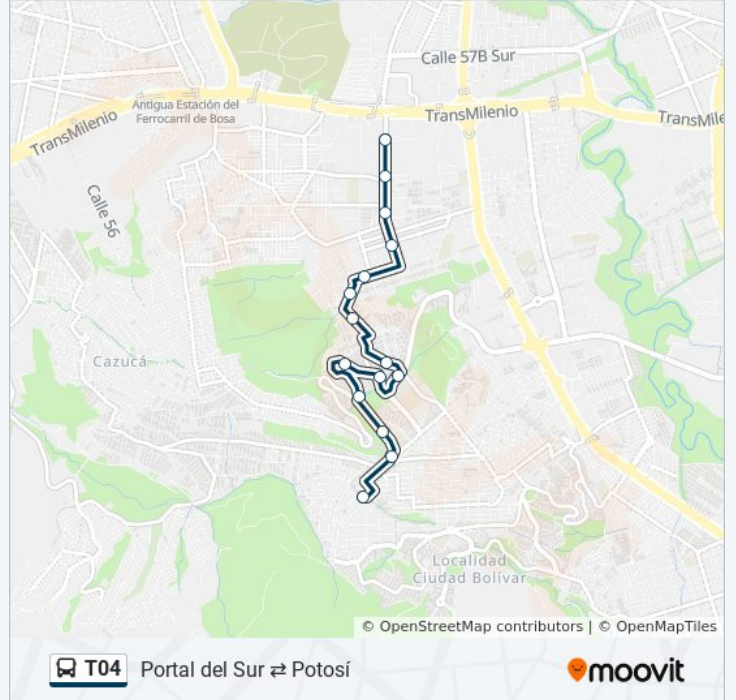 Calle 57B Sur
Antigua Estación del
Ferrocarril de Bosa
TransMilenio
TransMilenio
TransMile
Calle 56
Cazucá
Localidad
Ciudad Bolívar
© OpenStreetMap contributors | © OpenMapTiles
T04 Portal del Sur ⇄ Potosí
moovit